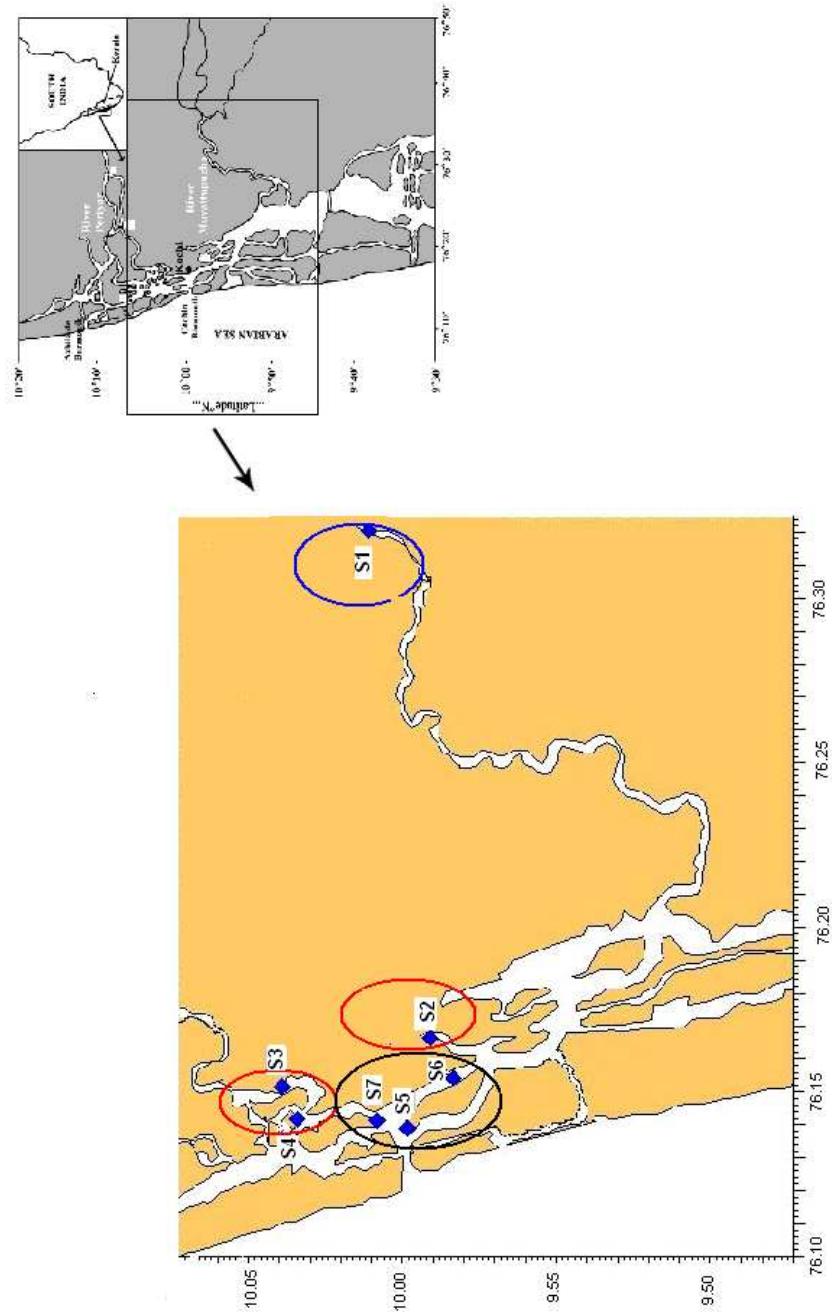 SOUTH
INDIA
Kerala
River
Periyar
River
Muvattupuzha
Kochi
Cochin
Barmouth
Azhikode
Barmouth
ARABIAN SEA
76°50'
76°40'
76°30'
76°20'
76°10'
10°20'
10°10'
10°00'
9°50'
9°40'
9°30'
....Latitude°N...
S1
S2
S3
S4
S7
S5
S6
10.05
10.00
9.55
9.50
76.10
76.15
76.20
76.25
76.30